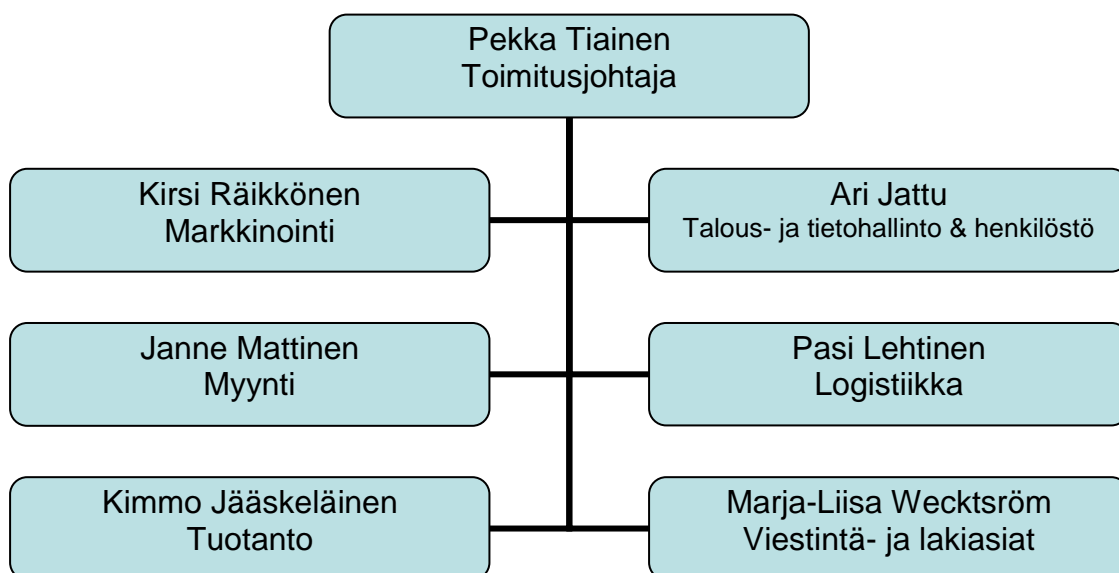 Pekka Tiainen
Toimitusjohtaja
Kirsi Räikkönen
Markkinointi
Ari Jattu
Talous- ja tietohallinto & henkilöstö
Janne Mattinen
Myynti
Pasi Lehtinen
Logistiikka
Kimmo Jääskeläinen
Tuotanto
Marja-Liisa Wecktsröm
Viestintä- ja lakiasiat